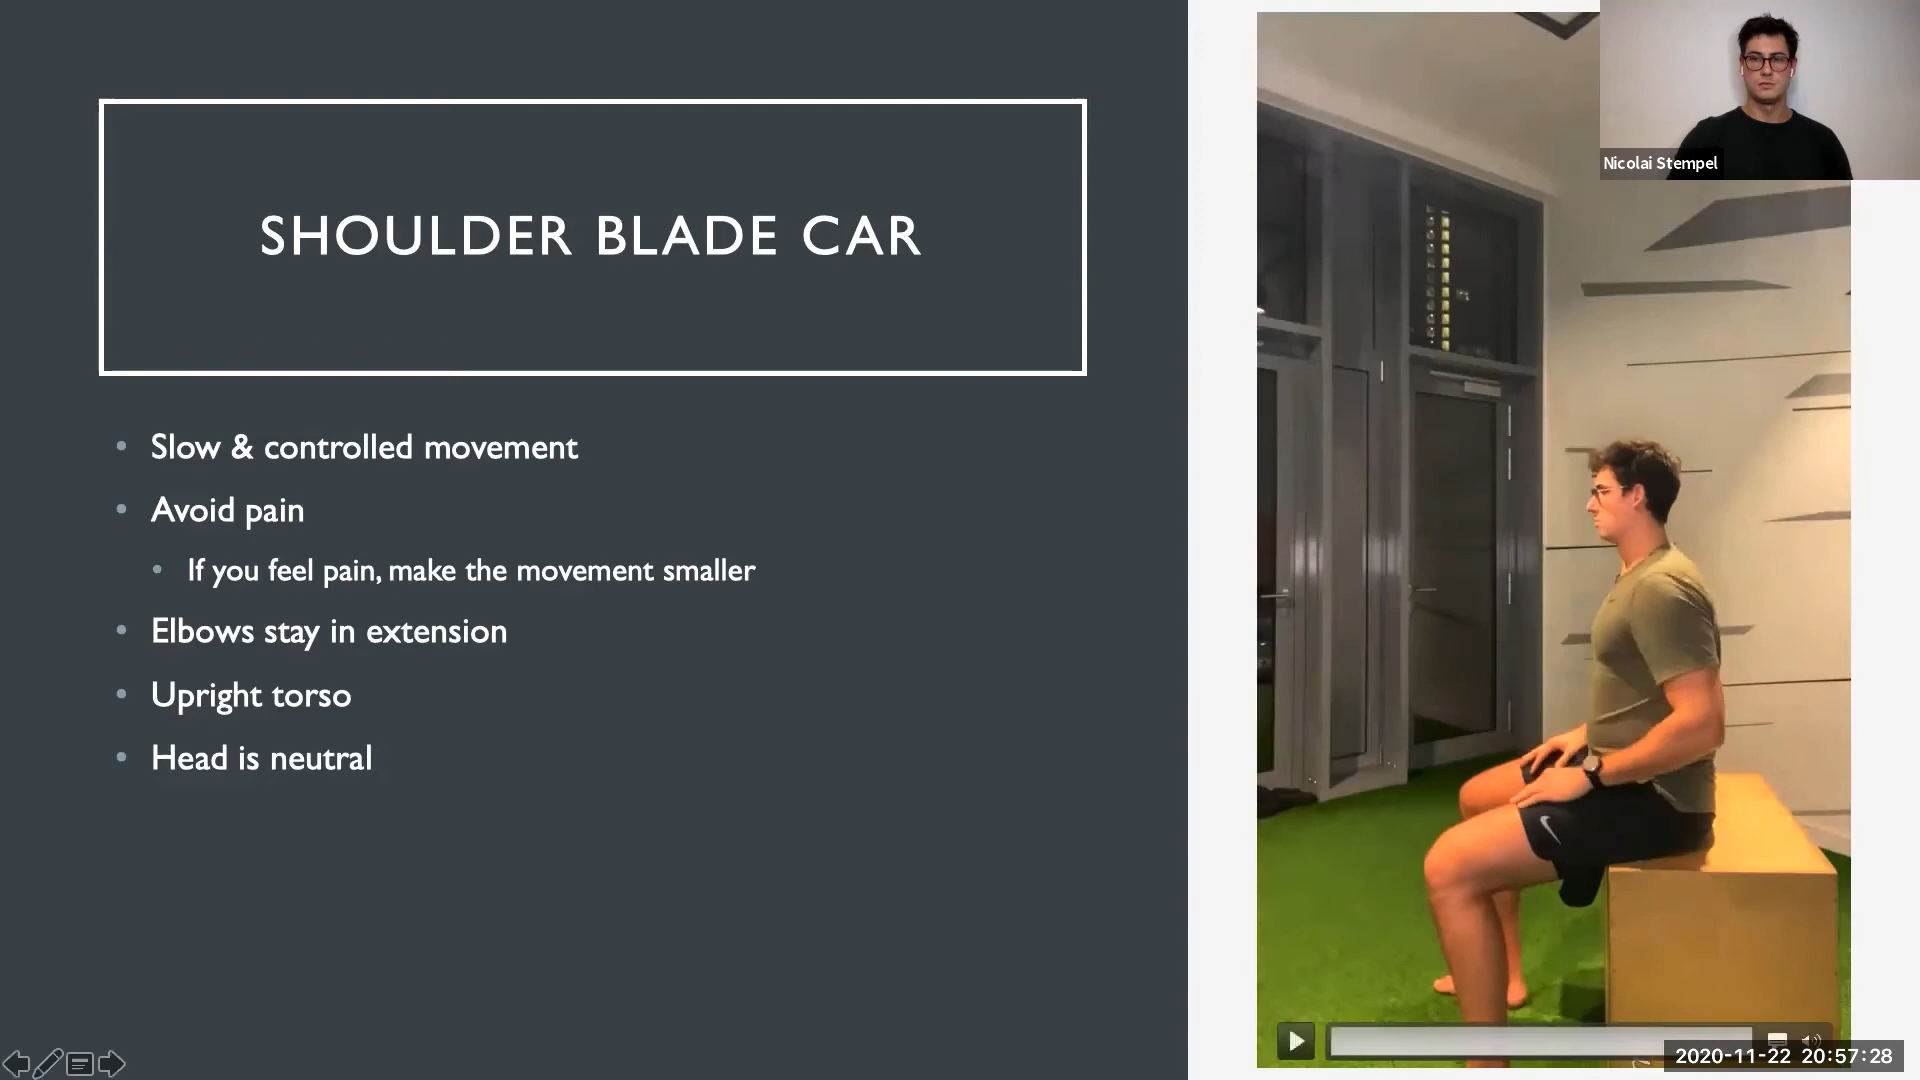 SHOULDER BLADE CAR
Slow & controlled movement
Avoid pain
If you feel pain, make the movement smaller
Elbows stay in extension
Upright torso
Head is neutral
Nicolai Stempel
2020-11-22 20:57:28